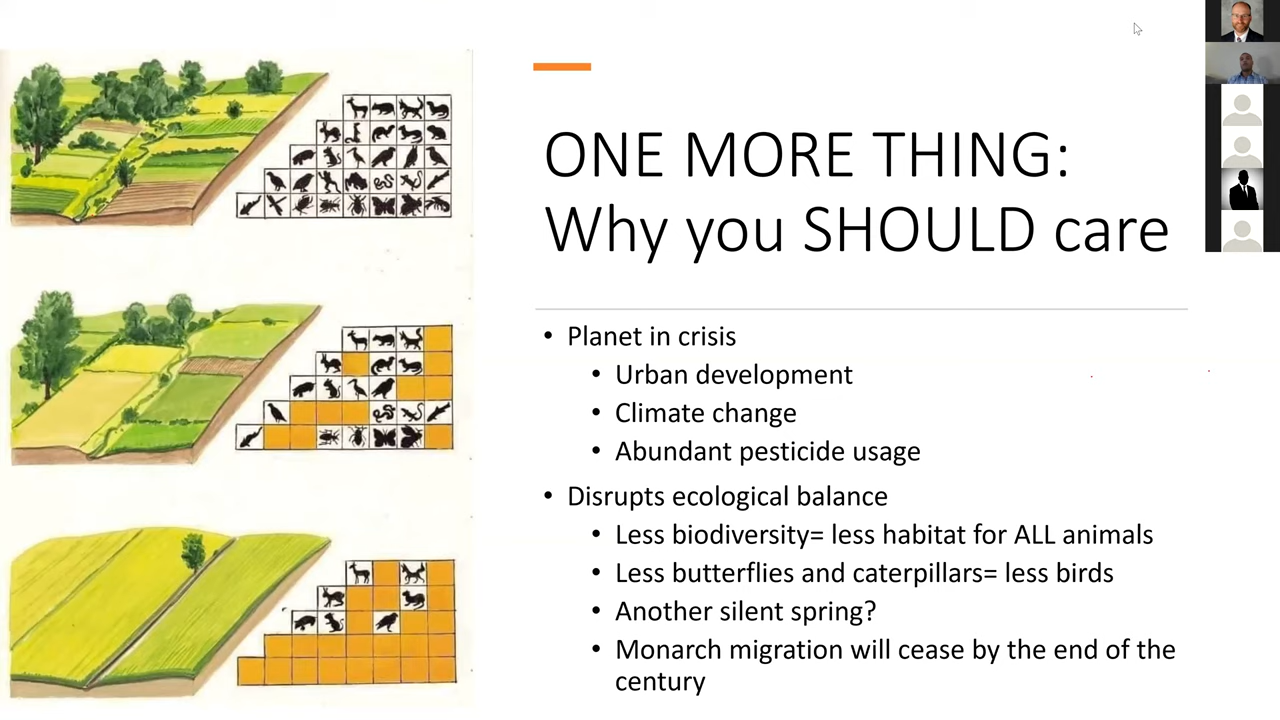 ONE MORE THING:
Why you SHOULD care
• Planet in crisis
• Urban development
• Climate change
• Abundant pesticide usage
• Disrupts ecological balance
• Less biodiversity= less habitat for ALL animals
• Less butterflies and caterpillars= less birds
• Another silent spring?
• Monarch migration will cease by the end of the
century